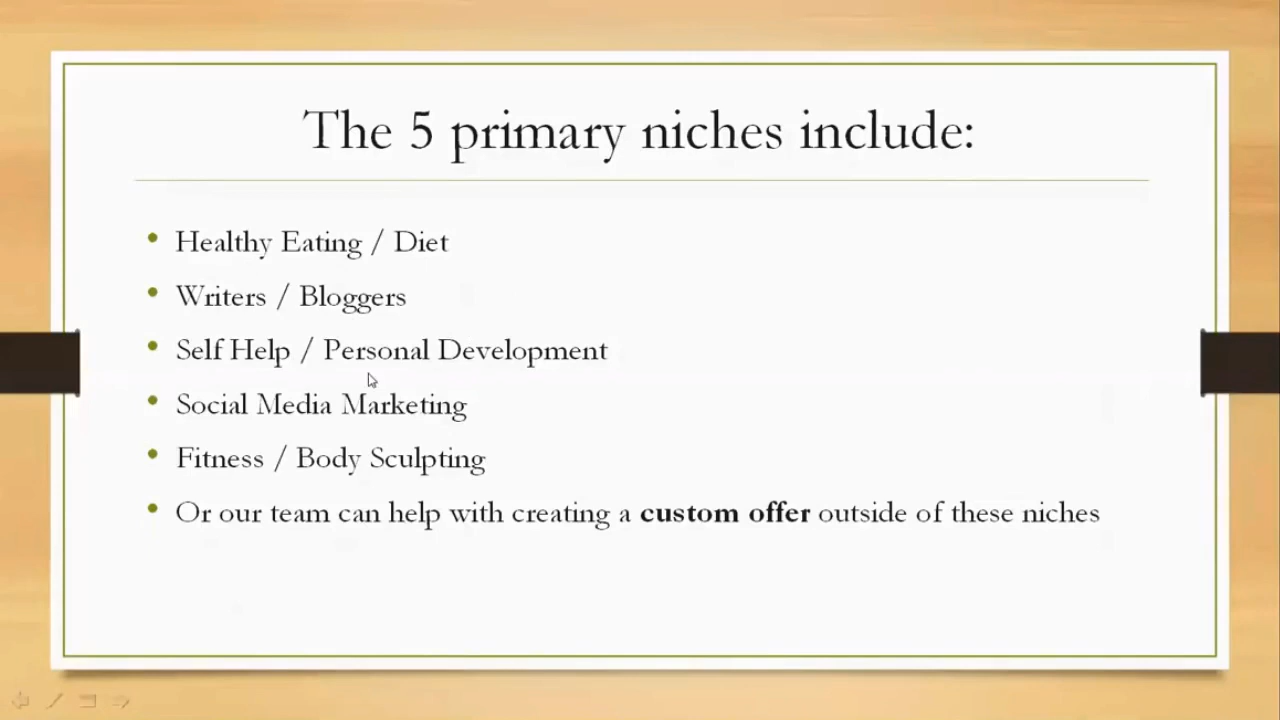 The 5 primary niches include:
• Healthy Eating / Diet
• Writers / Bloggers
• Self Help / Personal Development
• Social Media Marketing
• Fitness / Body Sculpting
• Or our team can help with creating a custom offer outside of these niches